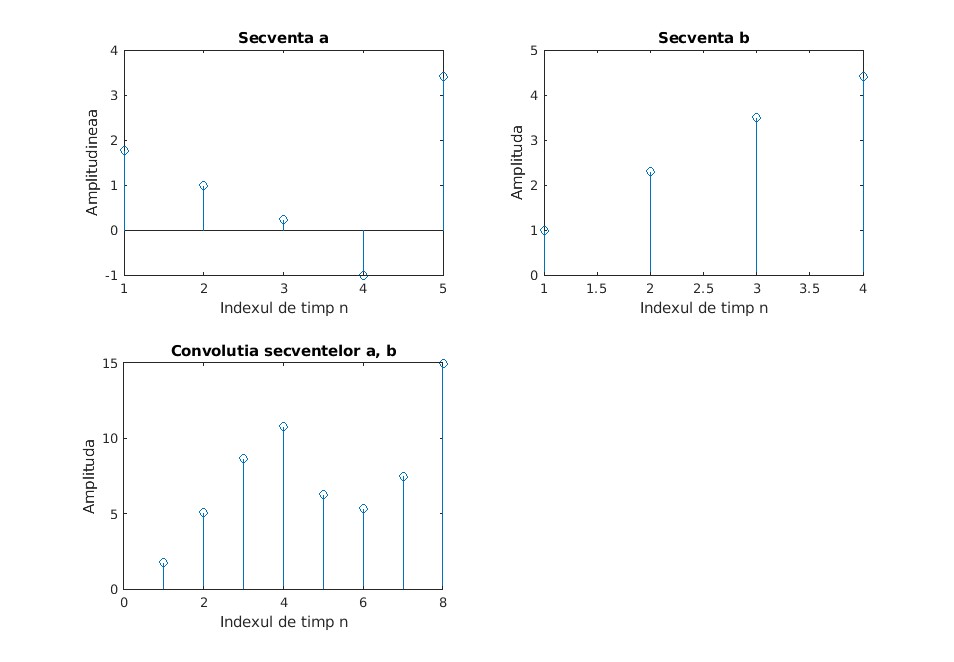 Secventa a
4
3
2
1
0
-1
Amplitudineaa
1 2 3 4 5
Indexul de timp n
Secventa b
5
4
3
2
1
0
Amplituda
1 1.5 2 2.5 3 3.5 4
Indexul de timp n
Convolutia secventelor a, b
15
10
5
0
Amplituda
0 2 4 6 8
Indexul de timp n